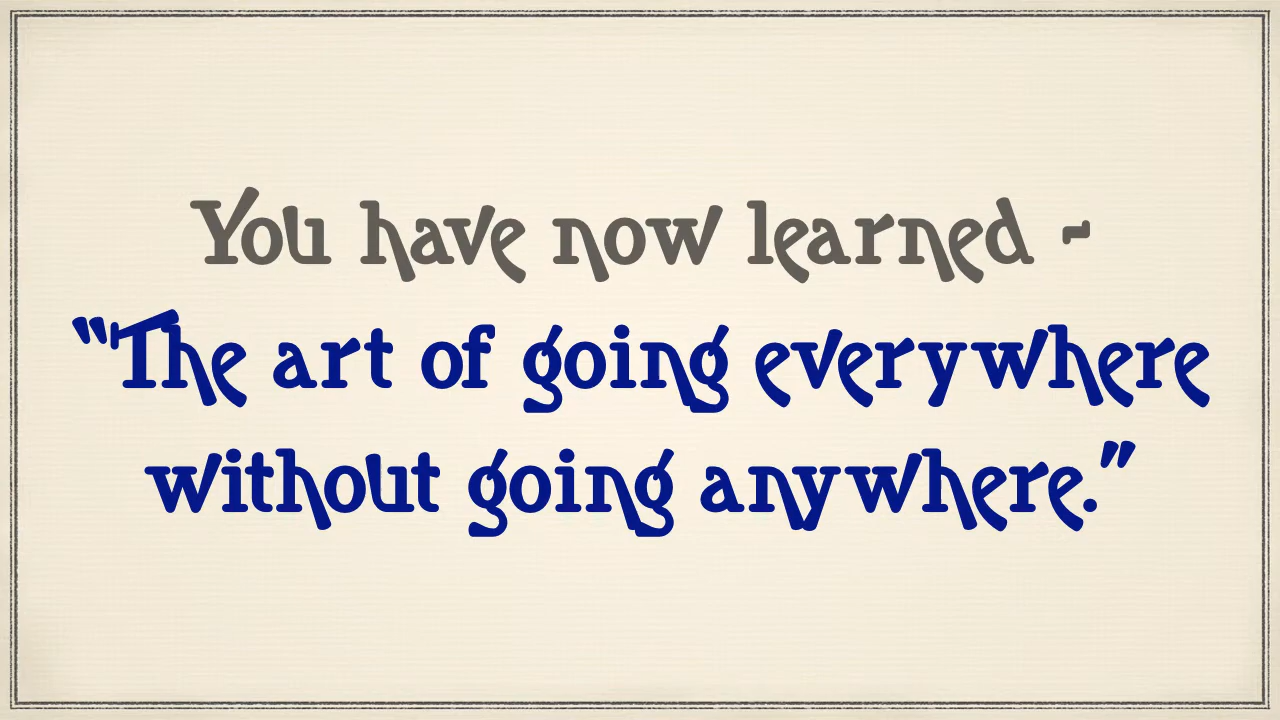 You have now learned ~
“The art of going everywhere
without going anywhere.”